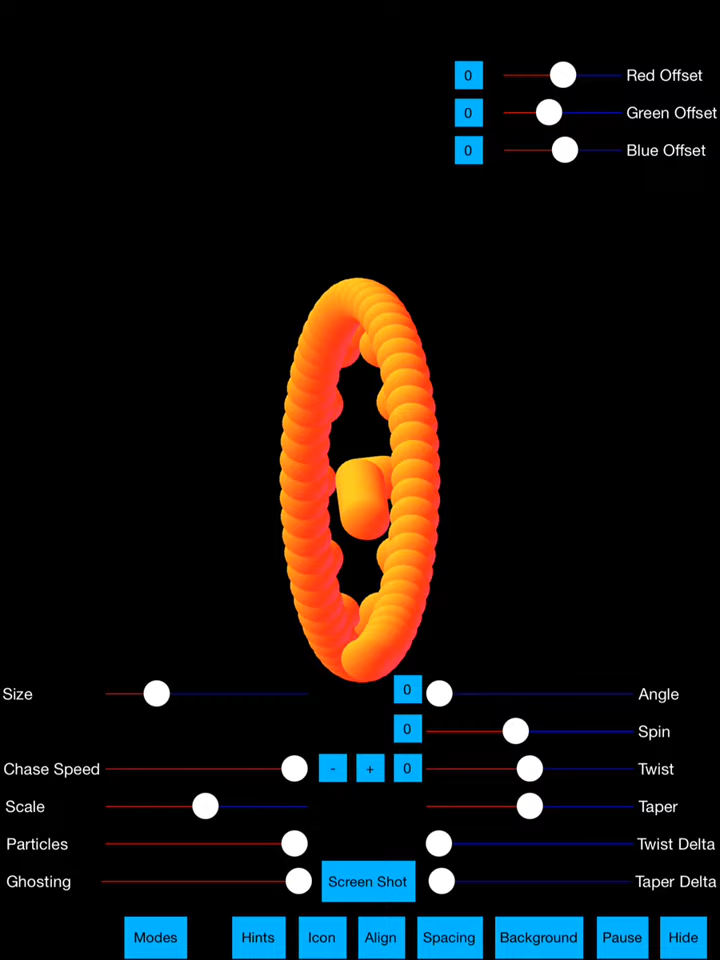 0 Red Offset
0 Green Offset
0 Blue Offset
Size 0 Angle
0 Spin
Chase Speed - + 0 Twist
Scale Taper
Particles Twist Delta
Ghosting Screen Shot Taper Delta
Modes Hints Icon Align Spacing Background Pause Hide